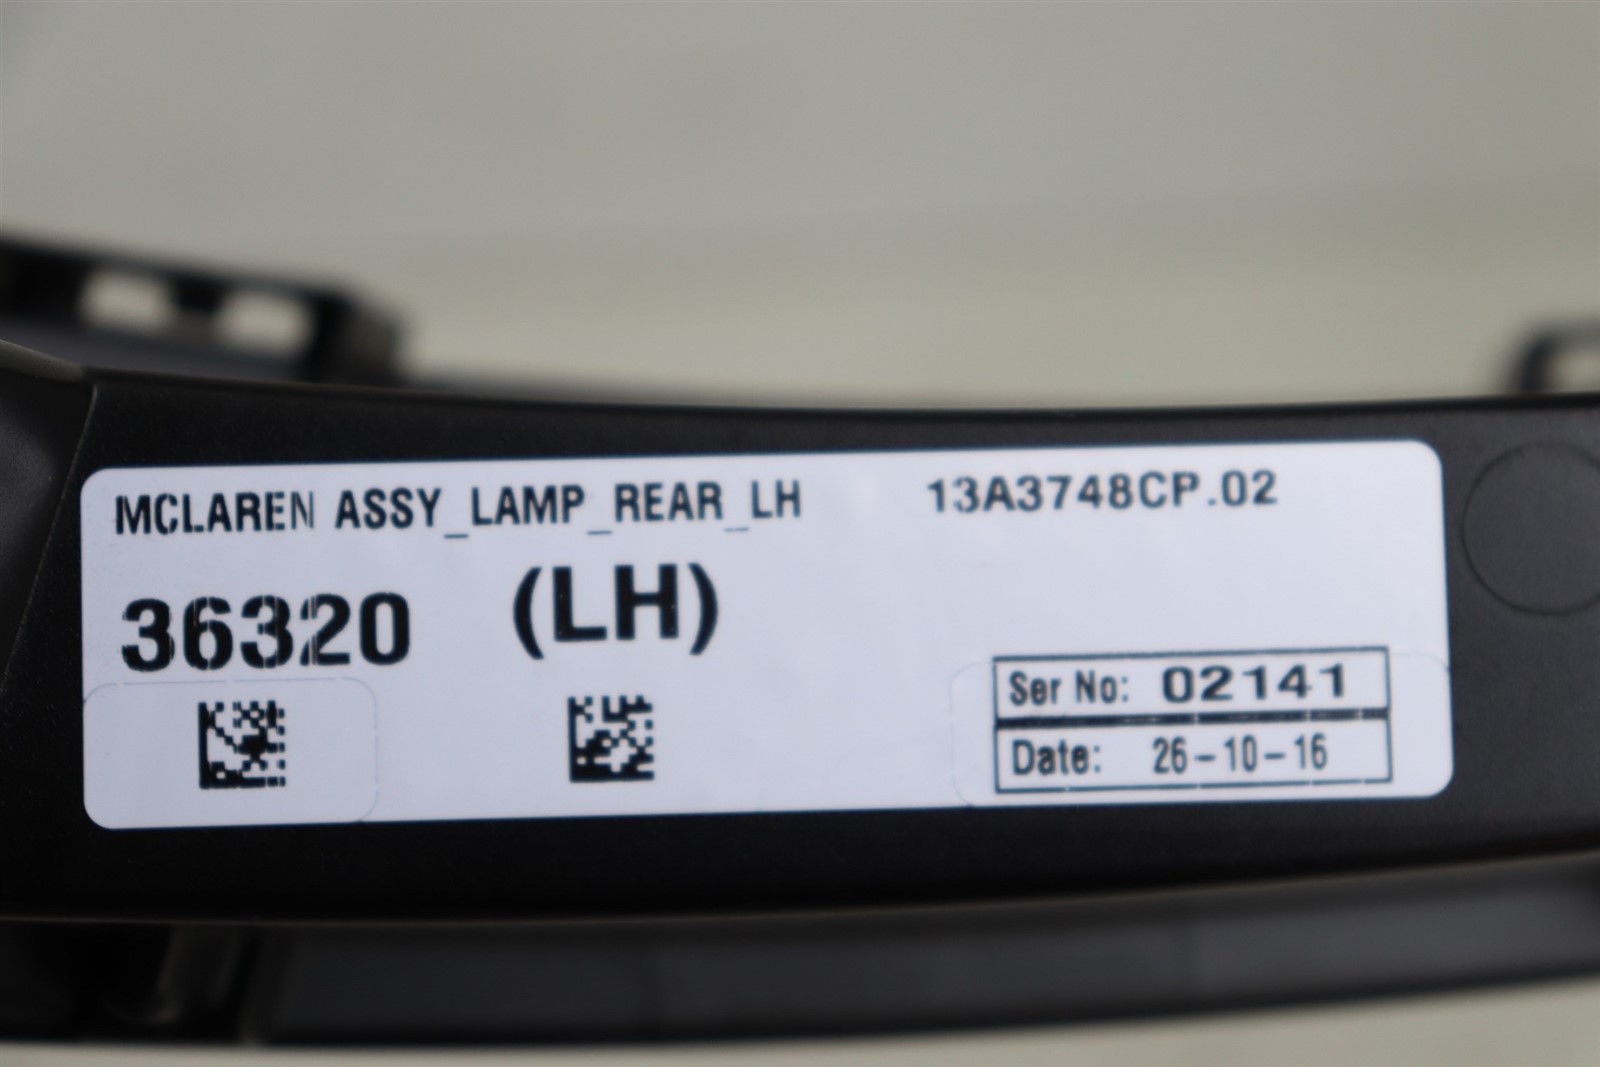 MCLAREN ASSY_LAMP_REAR_LH 13A3748CP.02
36320 (LH)
Ser No: 02141
Date: 26-10-16